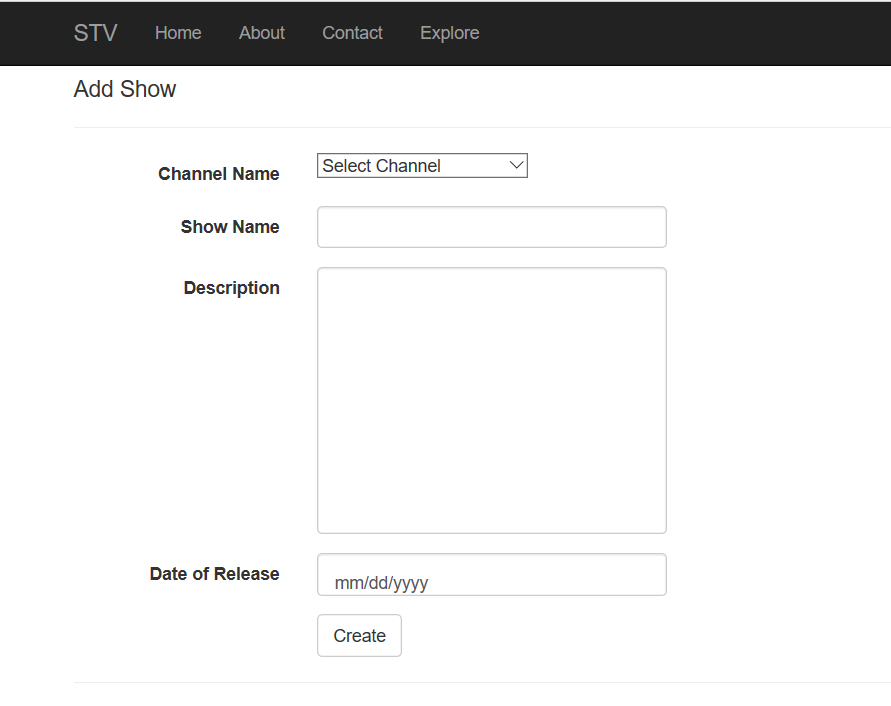 STV Home About Contact Explore
Add Show
Channel Name Select Channel
Show Name
Description
Date of Release mm/dd/yyyy
Create